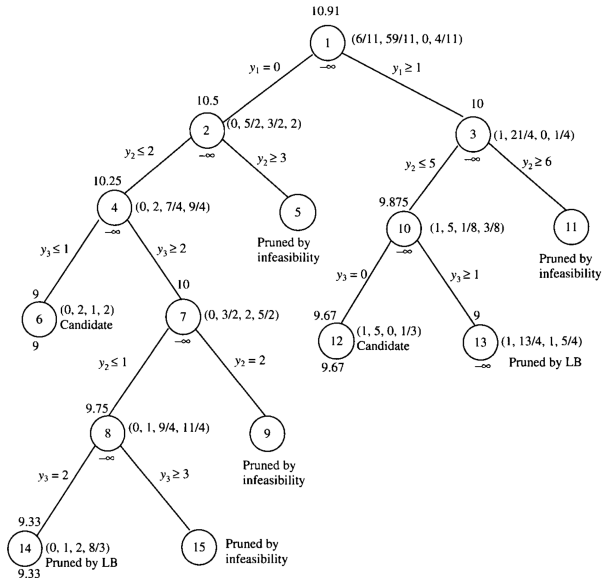 10.91
1
(6/11, 59/11, 0, 4/11)
−∞
y1 = 0
y1 ≥ 1
10.5
2
(0, 5/2, 3/2, 2)
−∞
10
3
(1, 21/4, 0, 1/4)
−∞
y2 ≤ 2
y2 ≥ 3
y2 ≤ 5
y2 ≥ 6
10.25
4
(0, 2, 7/4, 9/4)
−∞
5
Pruned by
infeasibility
9.875
10
(1, 5, 1/8, 3/8)
−∞
11
Pruned by
infeasibility
y3 ≤ 1
y3 ≥ 2
y3 = 0
y3 ≥ 1
9
6
(0, 2, 1, 2)
Candidate
9
10
7
(0, 3/2, 2, 5/2)
−∞
9.67
12
(1, 5, 0, 1/3)
Candidate
9.67
9
13
(1, 13/4, 1, 5/4)
Pruned by LB
−∞
y2 ≤ 1
y2 = 2
9.75
8
(0, 1, 9/4, 11/4)
−∞
9
Pruned by
infeasibility
y3 = 2
y3 ≥ 3
9.33
14
(0, 1, 2, 8/3)
Pruned by LB
9.33
15
Pruned by
infeasibility